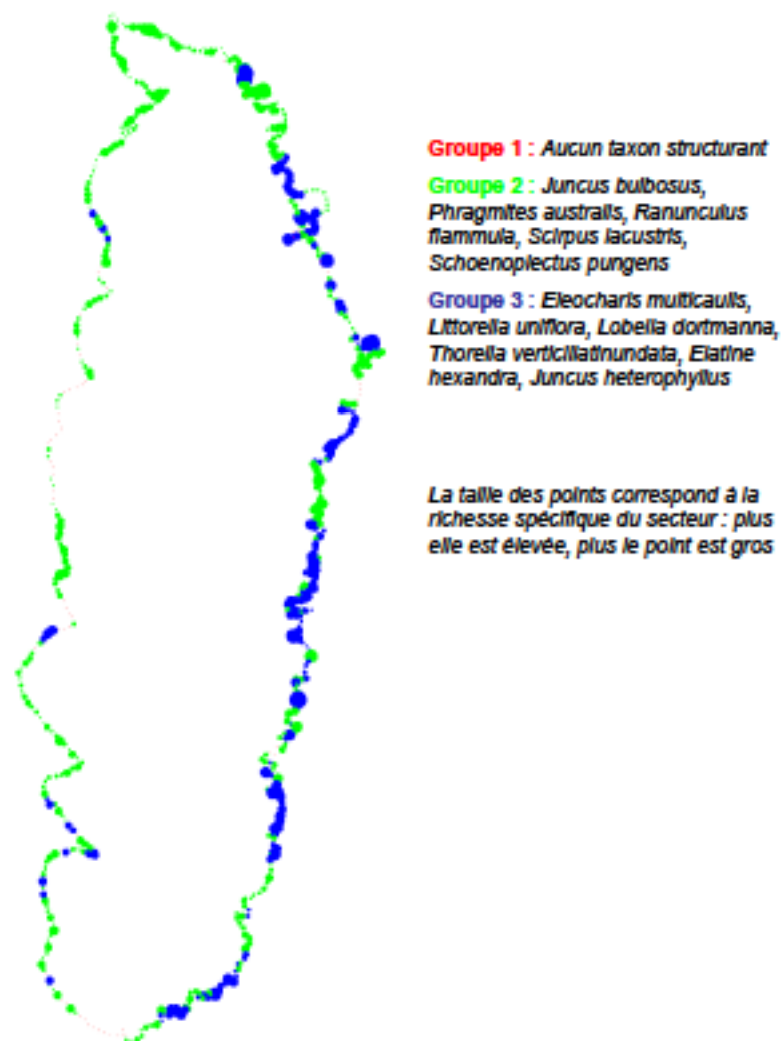 Groupe 1 : Aucun taxon structurant
Groupe 2 : Juncus bulbosus,
Phragmites australis, Ranunculus
flammula, Scirpus lacustris,
Schoenoplectus pungens
Groupe 3 : Eleocharis multicaulis,
Littorella uniflora, Lobelia dortmanna,
Thorella verticillatinundata, Elatine
hexandra, Juncus heterophyllus
La taille des points correspond à la
richesse spécifique du secteur : plus
elle est élevée, plus le point est gros